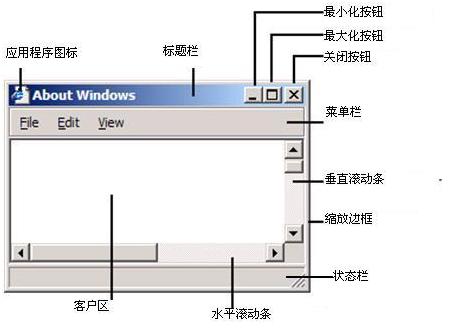 最小化按钮
最大化按钮
应用程序图标 标题栏 关闭按钮
About Windows
File Edit View 菜单栏
垂直滚动条
缩放边框
状态栏
客户区 水平滚动条